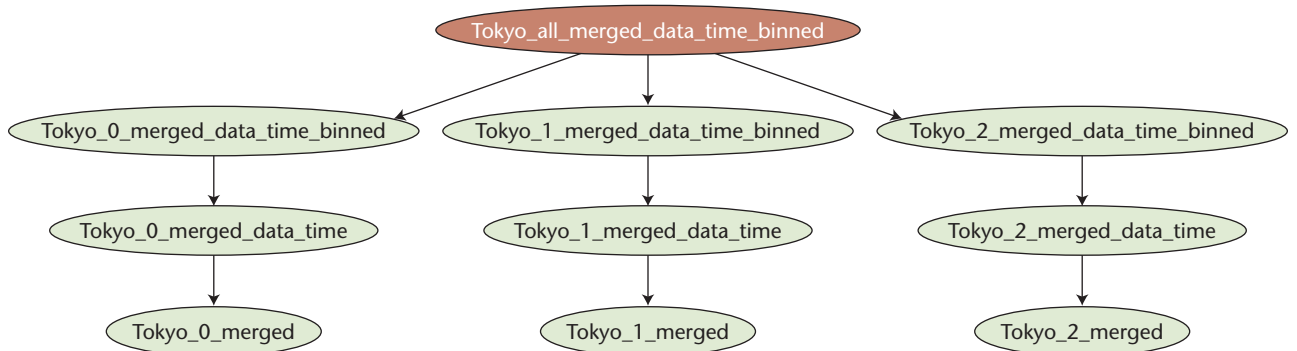 Tokyo_all_merged_data_time_binned
Tokyo_0_merged_data_time_binned
Tokyo_1_merged_data_time_binned
Tokyo_2_merged_data_time_binned
Tokyo_0_merged_data_time
Tokyo_1_merged_data_time
Tokyo_2_merged_data_time
Tokyo_0_merged
Tokyo_1_merged
Tokyo_2_merged